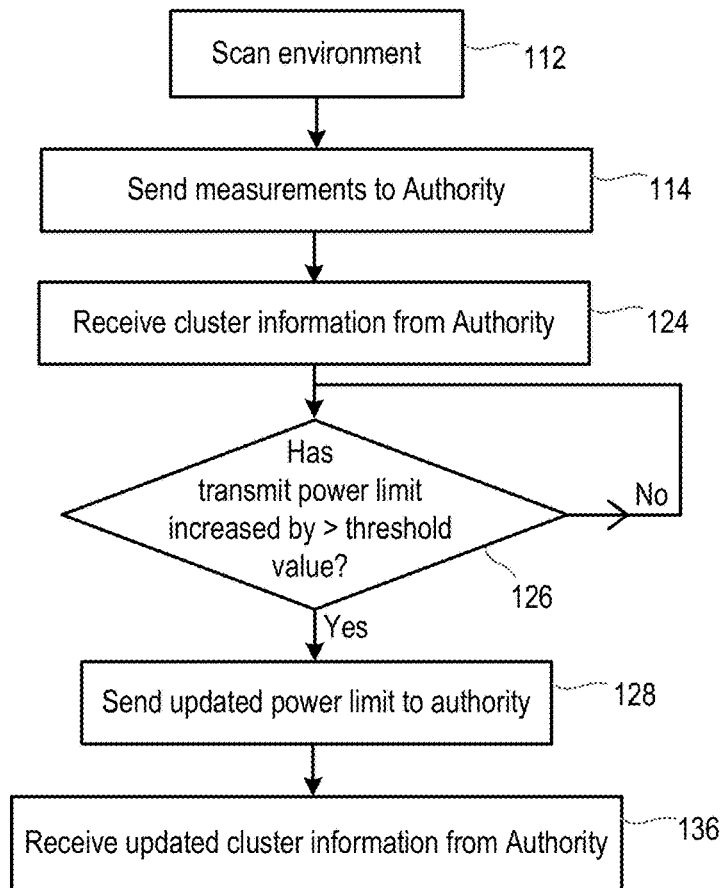 Scan environment
112
Send measurements to Authority
114
Receive cluster information from Authority
124
Has
transmit power limit
increased by > threshold
value?
No
126
Yes
Send updated power limit to authority
128
Receive updated cluster information from Authority
136